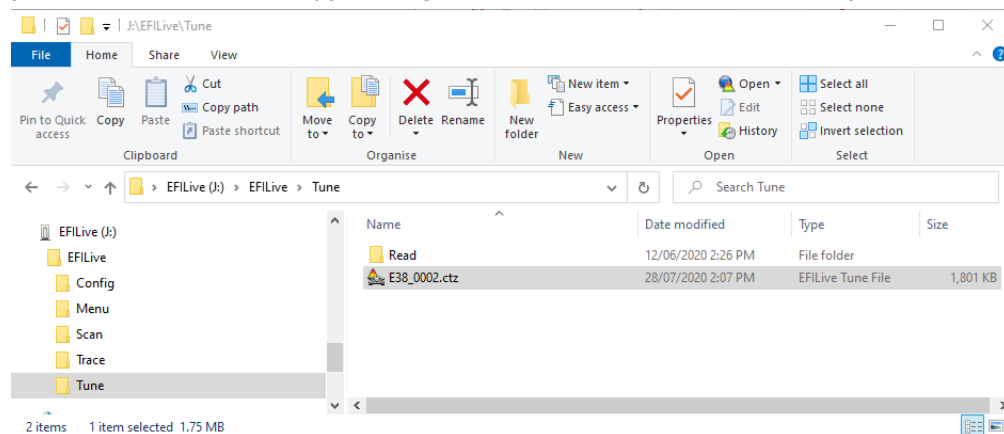 J:\EFILive\Tune
File Home Share View
Pin to Quick access
Copy
Paste
Cut
Copy path
Paste shortcut
Clipboard
Move to
Copy to
Delete
Rename
Organise
New folder
New item
Easy access
New
Properties
Open
Edit
History
Open
Select all
Select none
Invert selection
Select
EFILive (J:) > EFILive > Tune
Search Tune
EFILive (J:)
EFILive
Config
Menu
Scan
Trace
Tune
Name Date modified Type Size
Read 12/06/2020 2:26 PM File folder
E38_0002.ctz 28/07/2020 2:07 PM EFILive Tune File 1,801 KB
2 items 1 item selected 1.75 MB